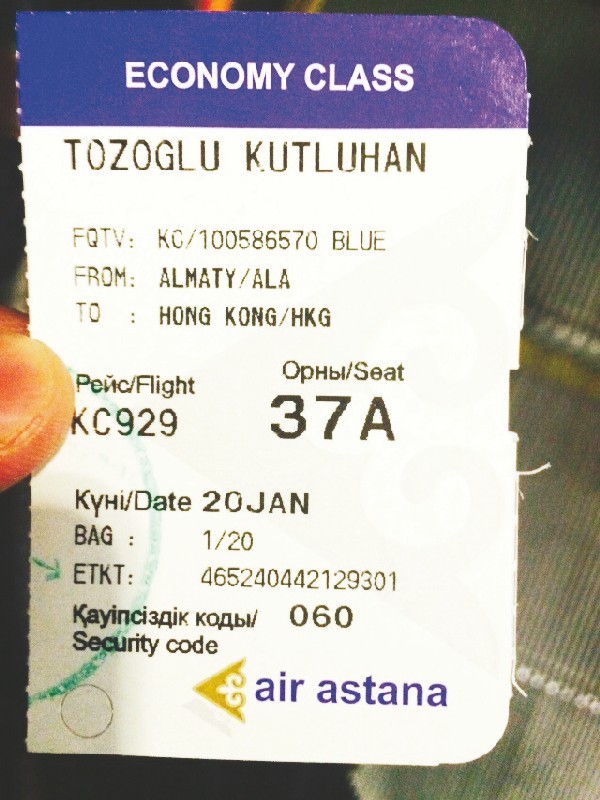 ECONOMY CLASS
TOZOGLU KUTLUHAN
FQTV: KC/100586570 BLUE
FROM: ALMATY/ALA
TO : HONG KONG/HKG
Рейс/Flight Орны/Seat
KC929 37A
Күні/Date 20JAN
BAG : 1/20
ETKT: 465240442129301
Қауіпсіздік коды/ 060
Security code
air astana